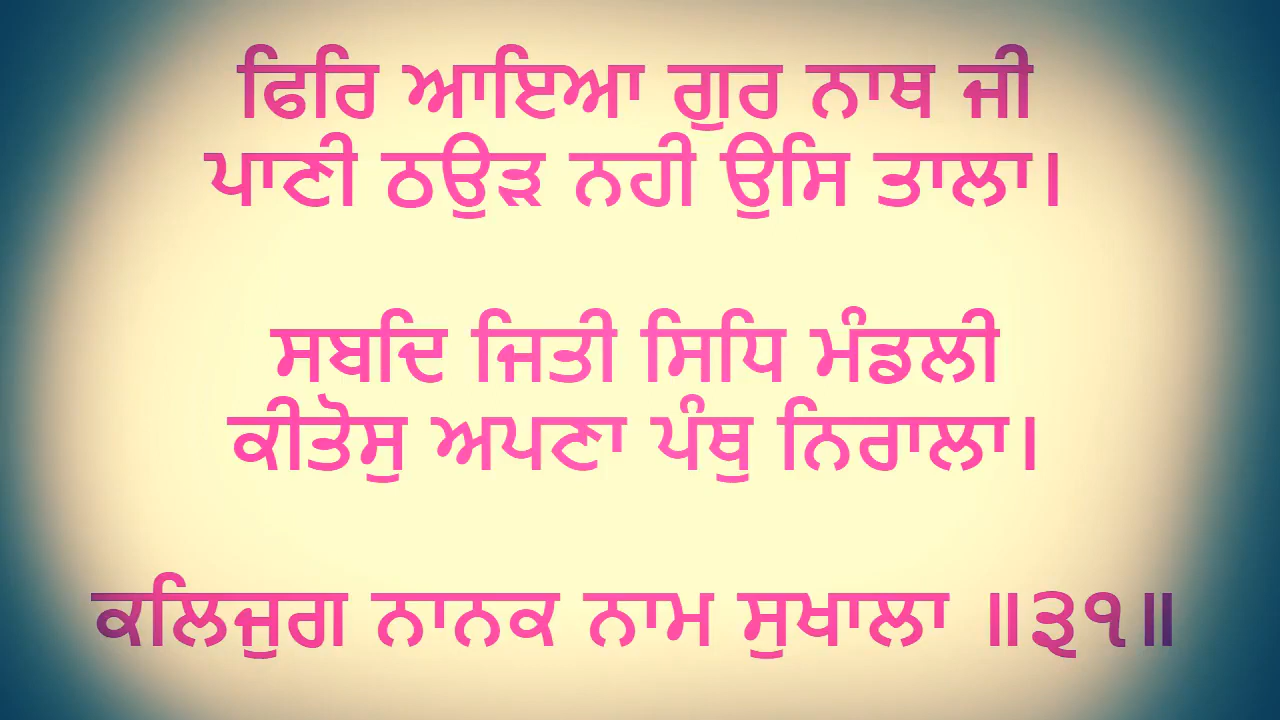 ਫਿਰਿ ਆਇਆ ਗੁਰ ਨਾਥ ਜੀ
ਪਾਣੀ ਠਉੜ ਨਹੀ ਉਸਿ ਤਾਲਾ।
ਸਬਦਿ ਜਿਤੀ ਸਿਧਿ ਮੰਡਲੀ
ਕੀਤੋਸੁ ਅਪਣਾ ਪੰਥੁ ਨਿਰਾਲਾ।
ਕਲਿਜੁਗ ਨਾਨਕ ਨਾਮ ਸੁਖਾਲਾ ॥੩੧॥